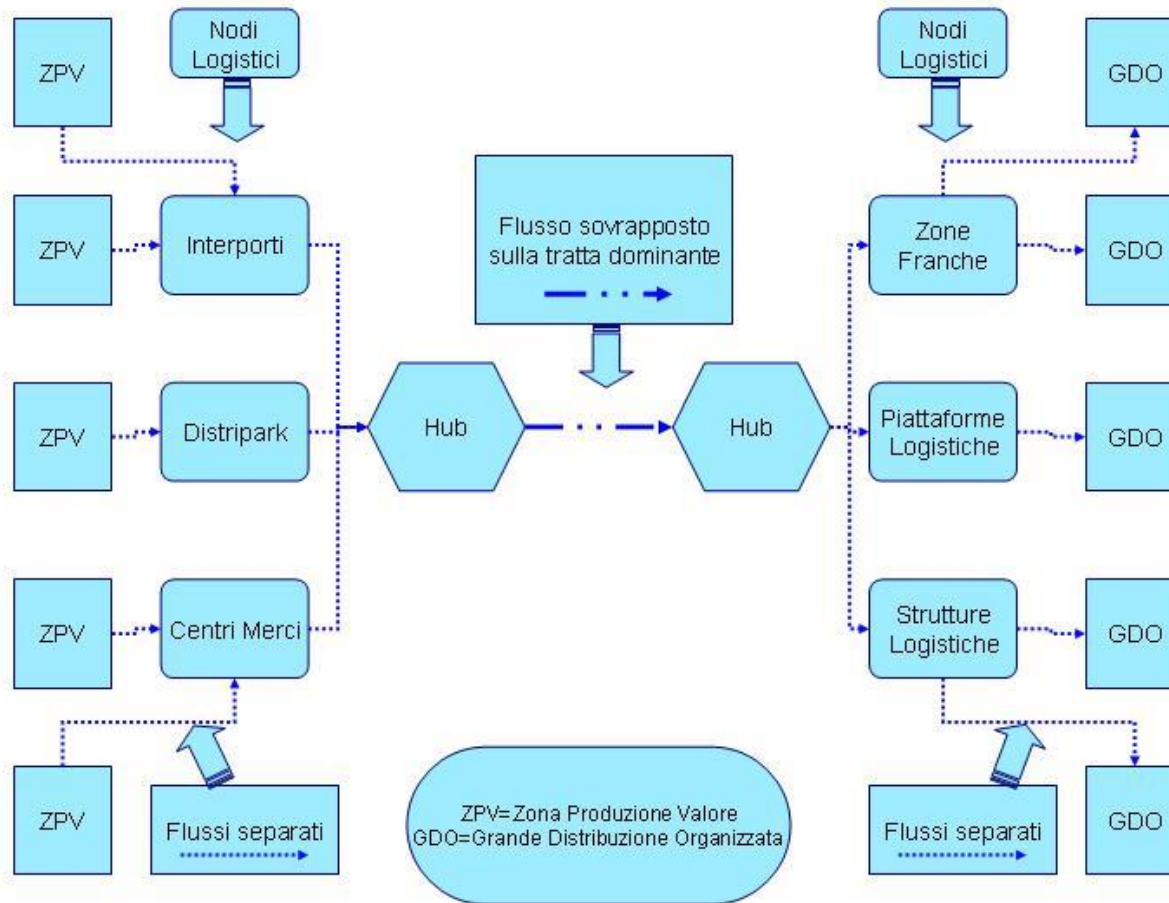 Nodi
Logistici
Nodi
Logistici
ZPV
GDO
Flusso sovrapposto
sulla tratta dominante
ZPV
Interporti
Zone
Franche
GDO
ZPV
Distripark
Hub
Hub
Piattaforme
Logistiche
GDO
ZPV
Centri Merci
Strutture
Logistiche
GDO
ZPV
Flussi separati
ZPV=Zona Produzione Valore
GDO=Grande Distribuzione Organizzata
Flussi separati
GDO